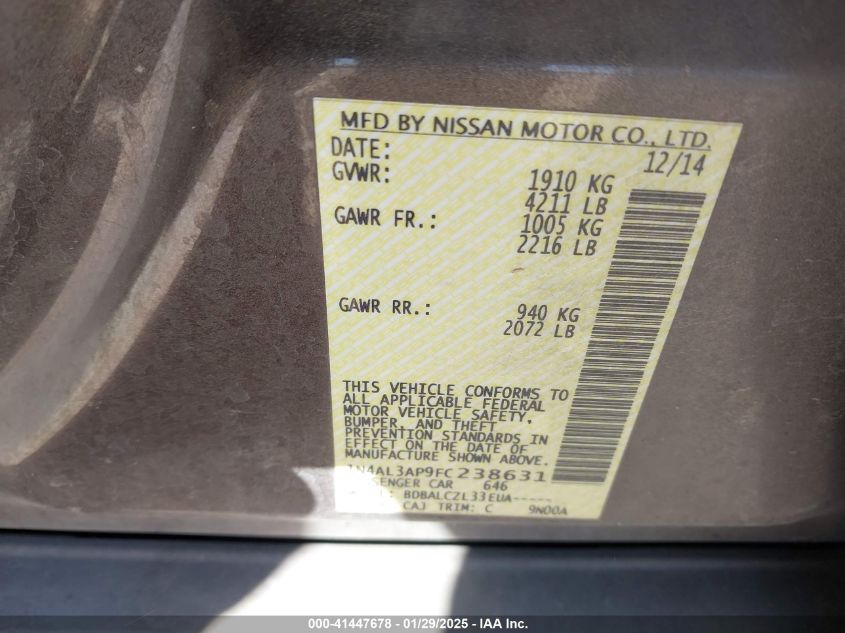 MFD BY NISSAN MOTOR CO., LTD.
DATE: 12/14
GVWR: 1910 KG
4211 LB
GAWR FR.: 1005 KG
2216 LB
GAWR RR.: 940 KG
2072 LB
THIS VEHICLE CONFORMS TO
ALL APPLICABLE FEDERAL
MOTOR VEHICLE SAFETY,
BUMPER, AND THEFT
PREVENTION STANDARDS IN
EFFECT ON THE DATE OF
MANUFACTURE SHOWN ABOVE.
1N4AL3AP9FC238631
CAR 646
BDBALCZL33EUA-----
CAJ TRIM: C 9N00A
000-41447678 - 01/29/2025 - IAA Inc.